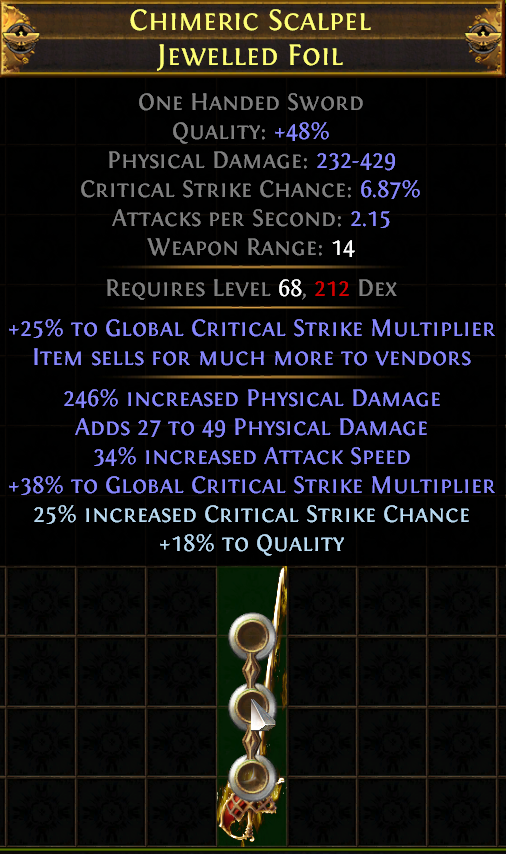 Chimeric Scalpel
Jewelled Foil
One Handed Sword
Quality: +48%
Physical Damage: 232-429
Critical Strike Chance: 6.87%
Attacks per Second: 2.15
Weapon Range: 14
Requires Level 68, 212 Dex
+25% to Global Critical Strike Multiplier
Item sells for much more to vendors
246% increased Physical Damage
Adds 27 to 49 Physical Damage
34% increased Attack Speed
+38% to Global Critical Strike Multiplier
25% increased Critical Strike Chance
+18% to Quality